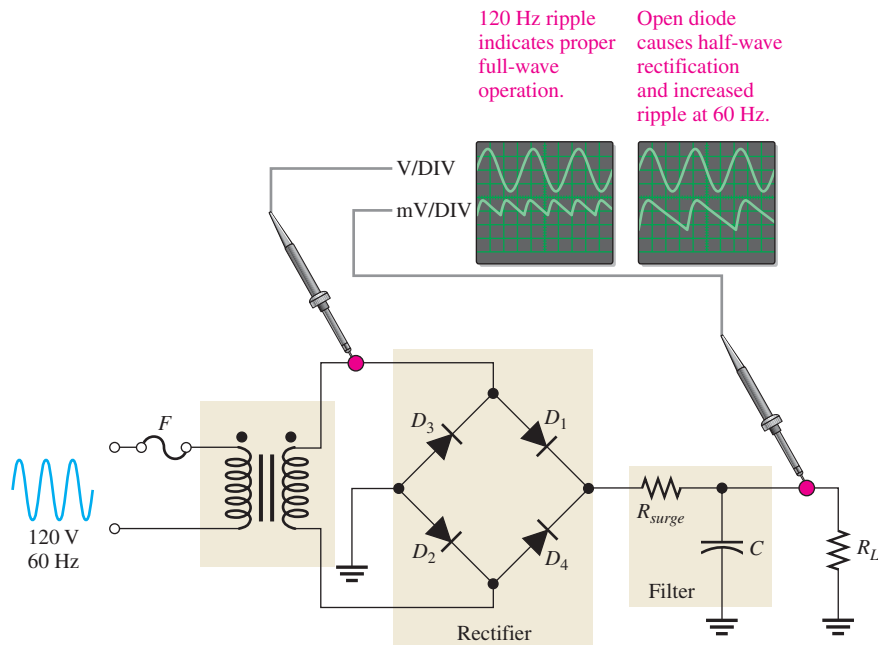 120 Hz ripple
indicates proper
full-wave
operation.
Open diode
causes half-wave
rectification
and increased
ripple at 60 Hz.
V/DIV
mV/DIV
F
120 V
60 Hz
D3
D1
D2
D4
Rectifier
Rsurge
C
Filter
RL